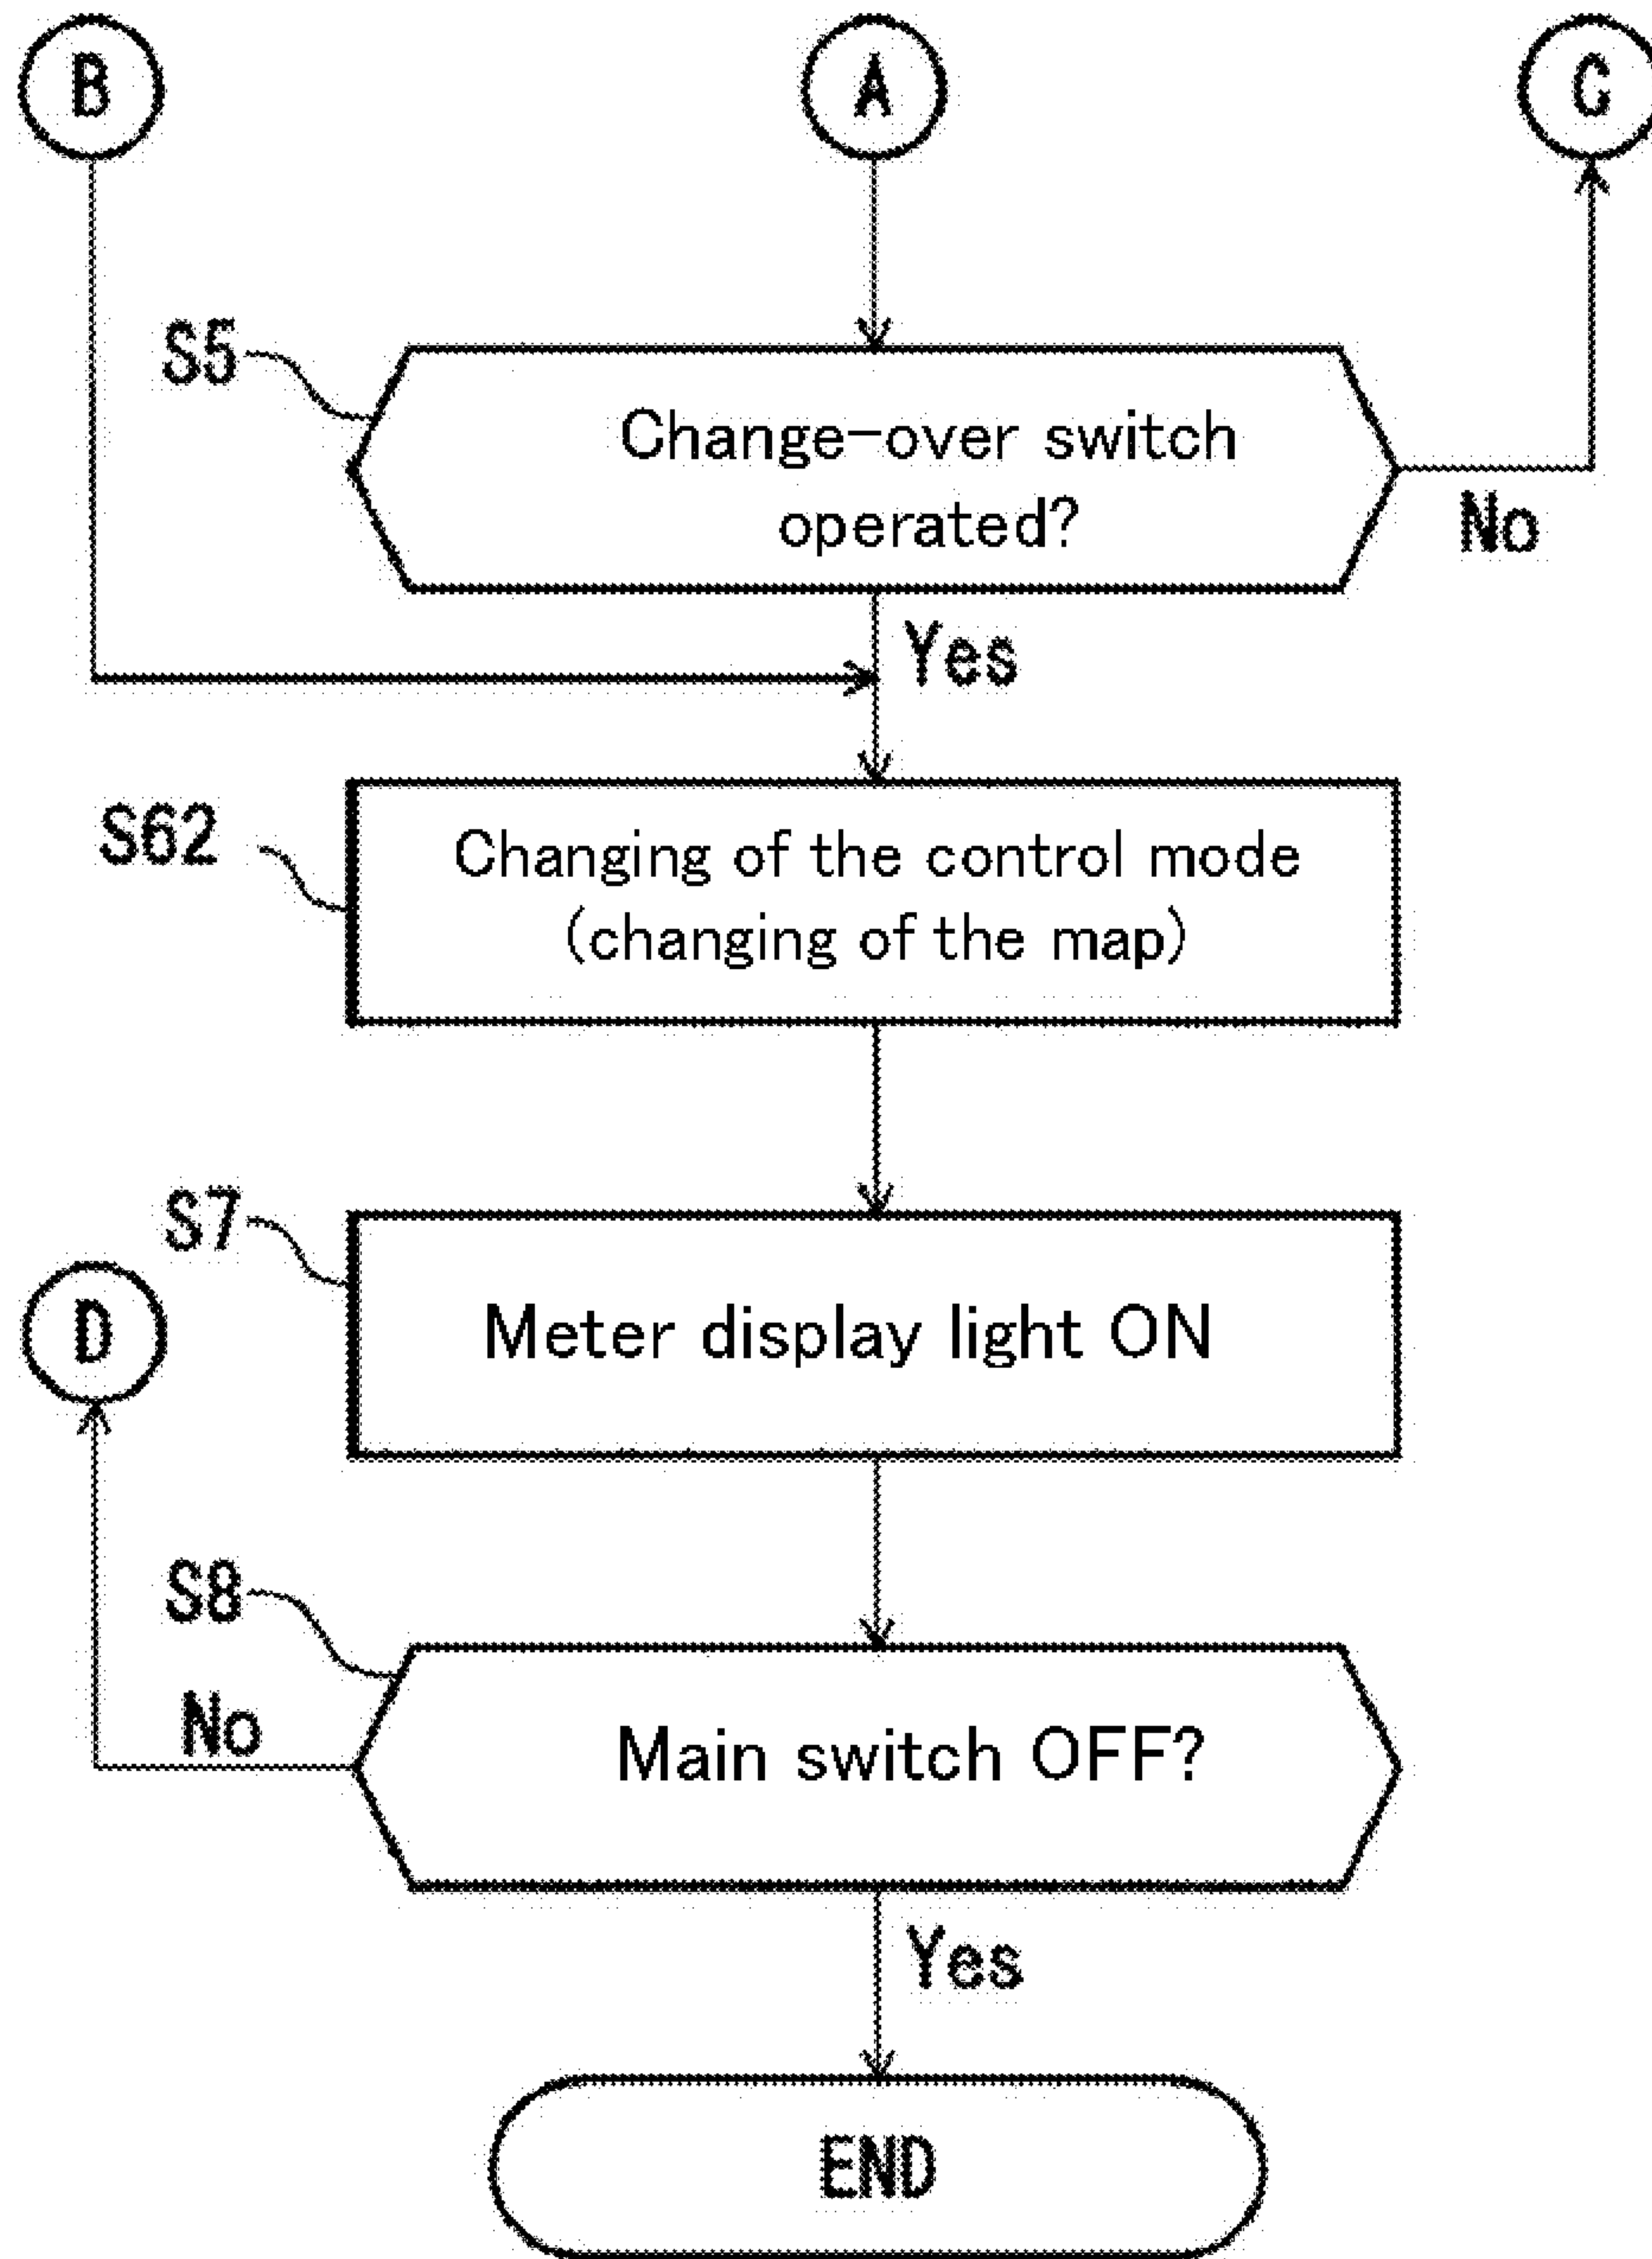 B
A
C
S5
Change-over switch
operated?
No
Yes
S62
Changing of the control mode
(changing of the map)
S7
Meter display light ON
D
S8
No
Main switch OFF?
Yes
END